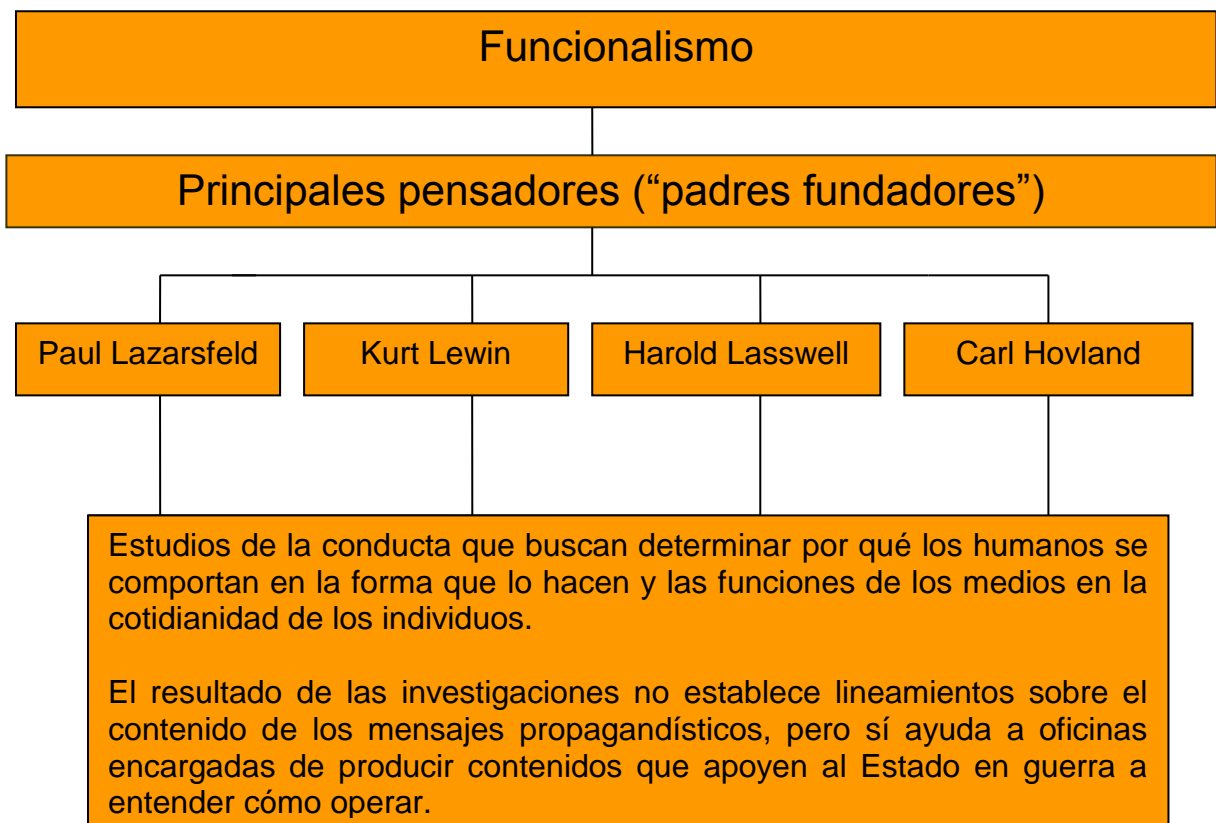 Funcionalismo
Principales pensadores (“padres fundadores”)
Paul Lazarsfeld
Kurt Lewin
Harold Lasswell
Carl Hovland
Estudios de la conducta que buscan determinar por qué los humanos se
comportan en la forma que lo hacen y las funciones de los medios en la
cotidianidad de los individuos.
El resultado de las investigaciones no establece lineamientos sobre el
contenido de los mensajes propagandísticos, pero sí ayuda a oficinas
encargadas de producir contenidos que apoyen al Estado en guerra a
entender cómo operar.